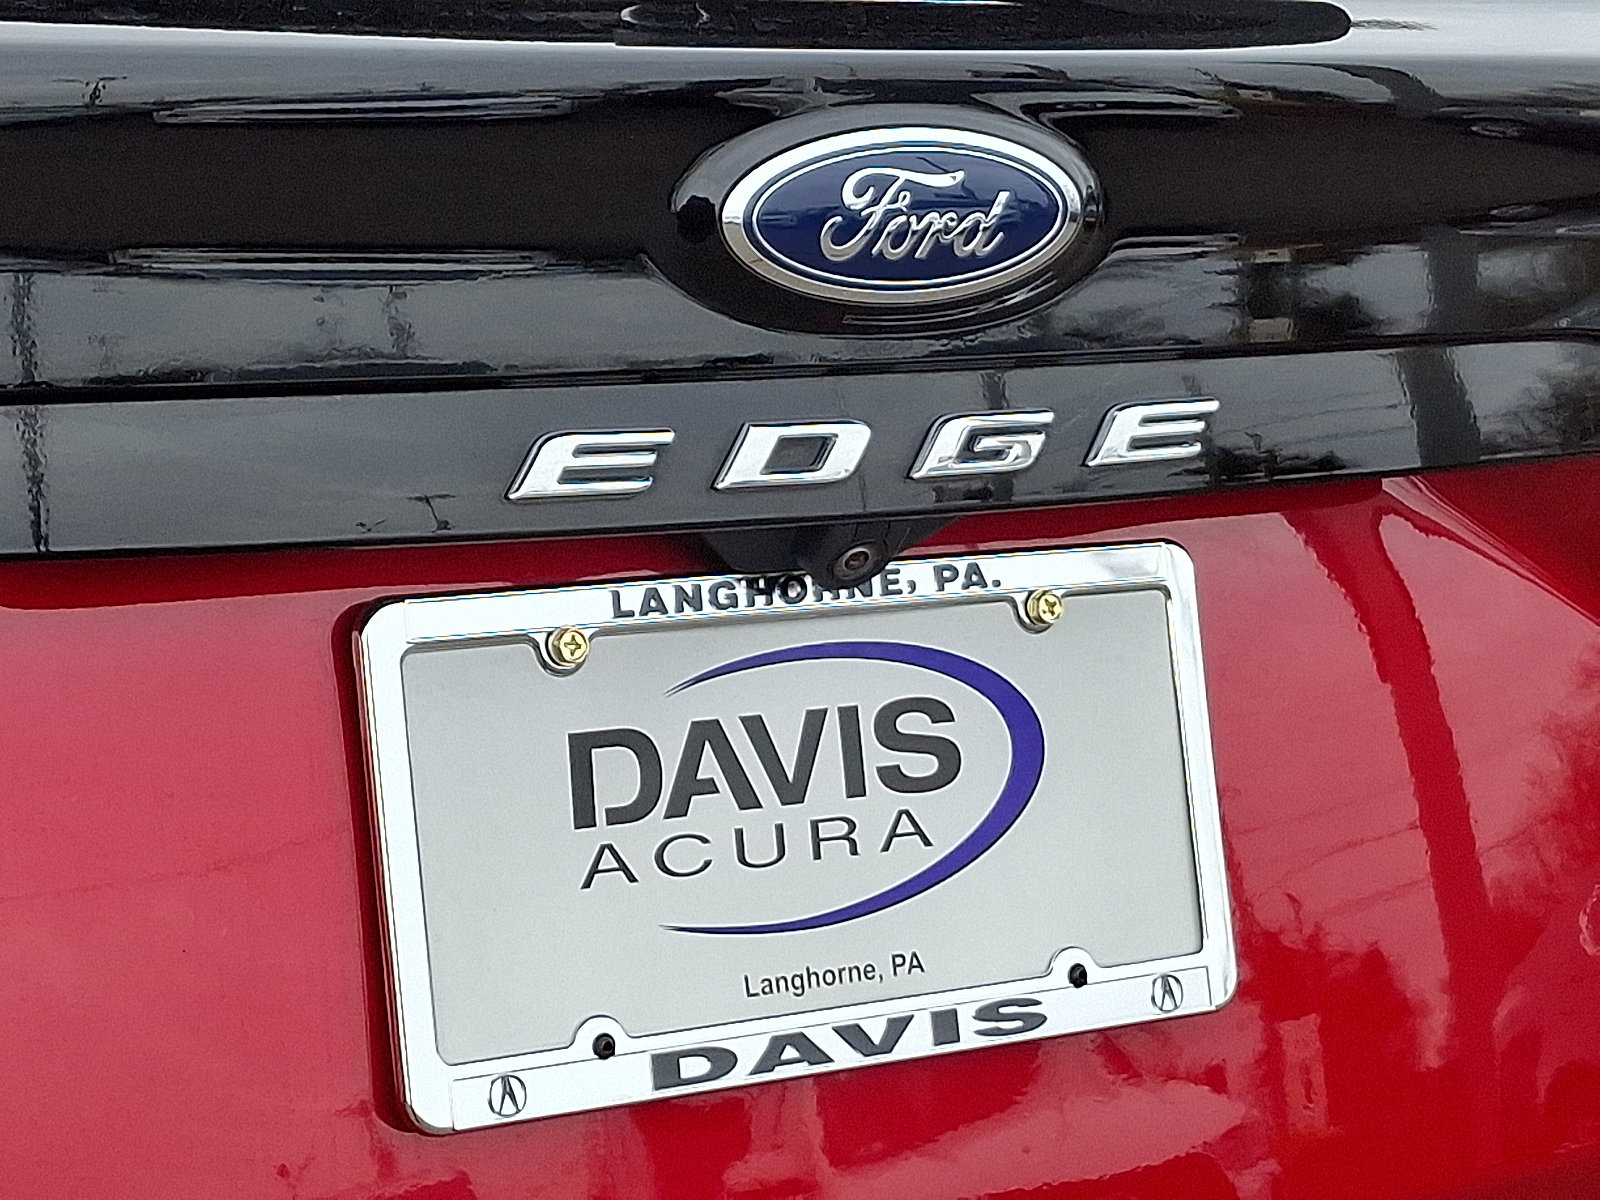 Ford
EDGE
LANGHORNE, PA.
DAVIS
ACURA
Langhorne, PA
DAVIS